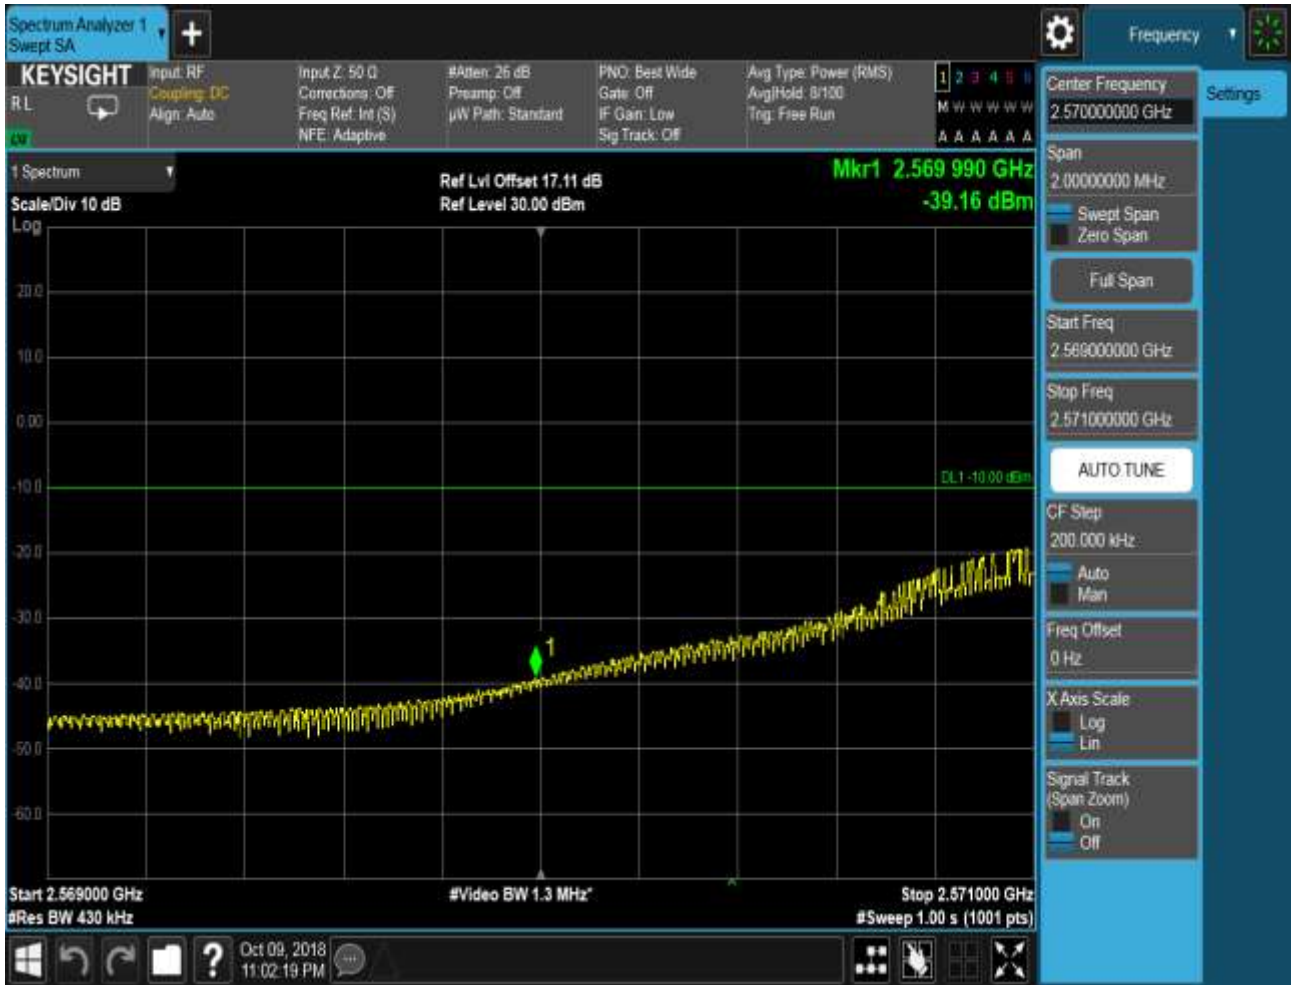 Spectrum Analyzer 1
Swept SA
+
Frequency
KEYSIGHT
R L
LXI
Input: RF
Coupling: DC
Align: Auto
Input Z: 50 Ω
Corrections: Off
Freq Ref: Int (S)
NFE: Adaptive
#Atten: 26 dB
Preamp: Off
µW Path: Standard
PNO: Best Wide
Gate: Off
IF Gain: Low
Sig Track: Off
Avg Type: Power (RMS)
Avg|Hold: 8/100
Trig: Free Run
1 2 3 4 5 6
M W W W W W
A A A A A A
1 Spectrum
Scale/Div 10 dB
Log
Ref Lvl Offset 17.11 dB
Ref Level 30.00 dBm
Mkr1 2.569 990 GHz
-39.16 dBm
20.0
10.0
0.00
-10.0
-20.0
-30.0
-40.0
-50.0
-60.0
DL1 -10.00 dBm
1
Start 2.569000 GHz
#Res BW 430 kHz
#Video BW 1.3 MHz*
Stop 2.571000 GHz
#Sweep 1.00 s (1001 pts)
Center Frequency
2.570000000 GHz
Settings
Span
2.00000000 MHz
Swept Span
Zero Span
Full Span
Start Freq
2.569000000 GHz
Stop Freq
2.571000000 GHz
AUTO TUNE
CF Step
200.000 kHz
Auto
Man
Freq Offset
0 Hz
X Axis Scale
Log
Lin
Signal Track
(Span Zoom)
On
Off
?
Oct 09, 2018
11:02:19 PM